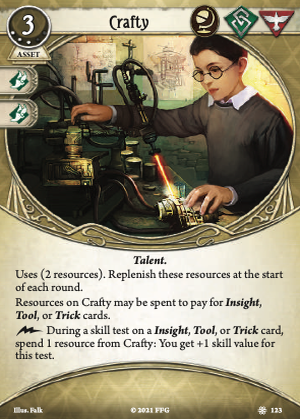 3
Crafty
ASSET
Talent.
Uses (2 resources). Replenish these resources at the start
of each round.
Resources on Crafty may be spent to pay for Insight,
Tool, or Trick cards.
During a skill test on a Insight, Tool, or Trick card,
spend 1 resource from Crafty: You get +1 skill value for
this test.
Illus. Falk
© 2021 FFG
123